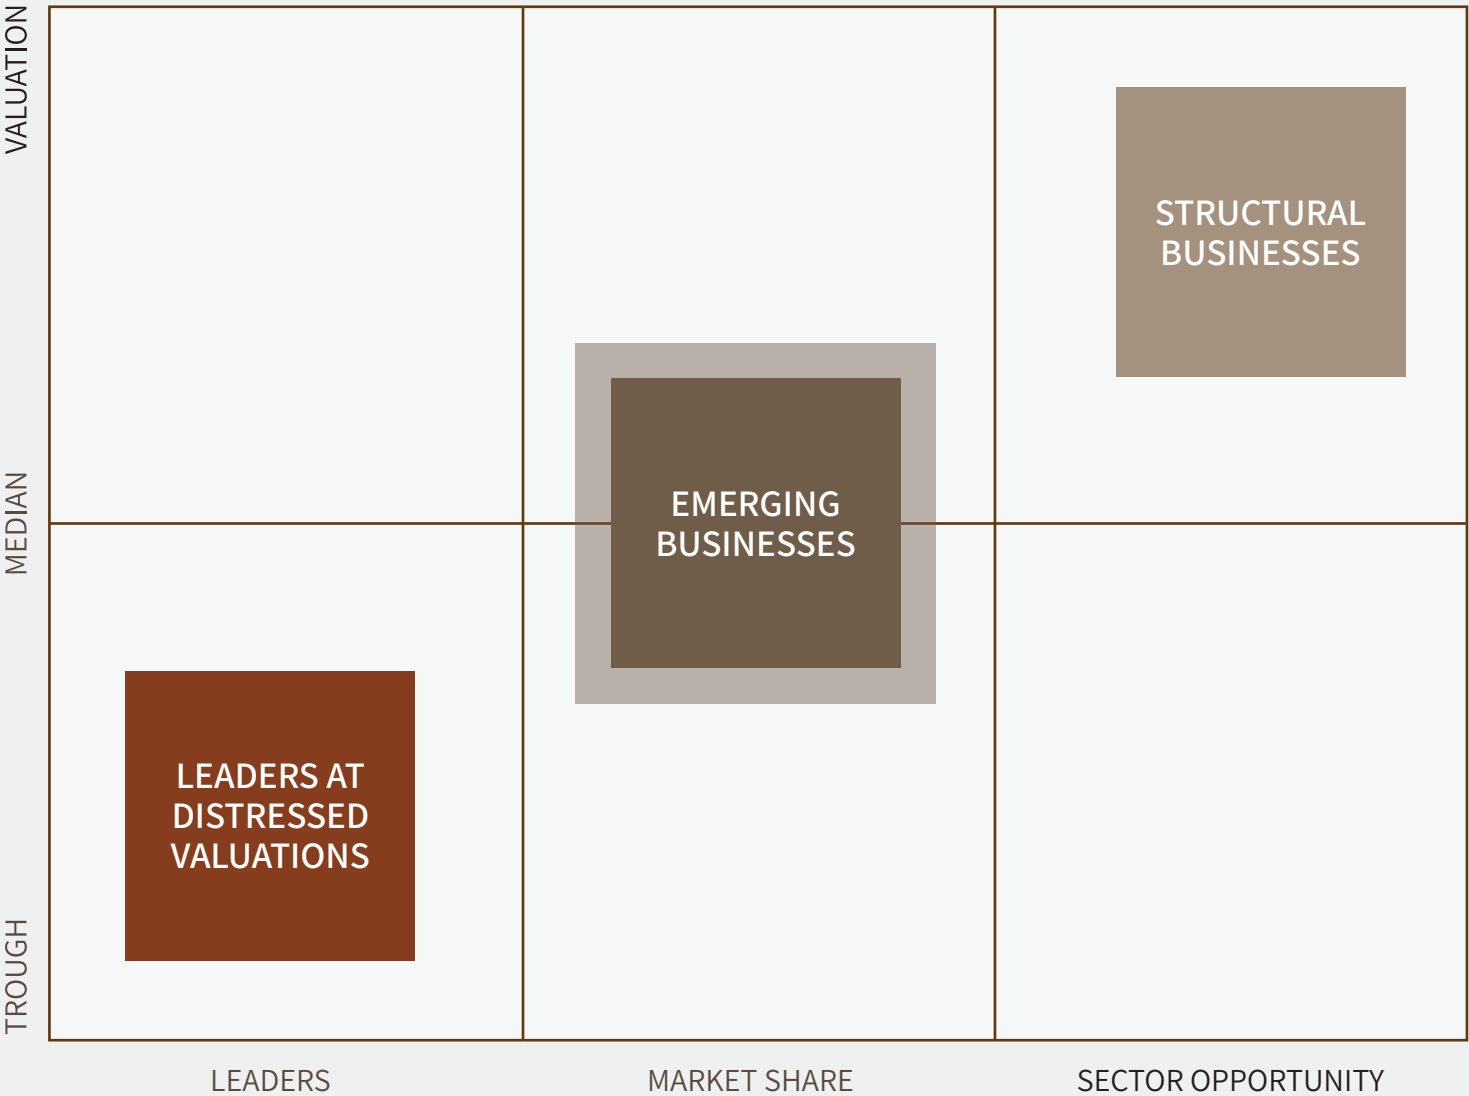 VALUATION
STRUCTURAL
BUSINESSES
MEDIAN
EMERGING
BUSINESSES
LEADERS AT
DISTRESSED
VALUATIONS
TROUGH
LEADERS
MARKET SHARE
SECTOR OPPORTUNITY